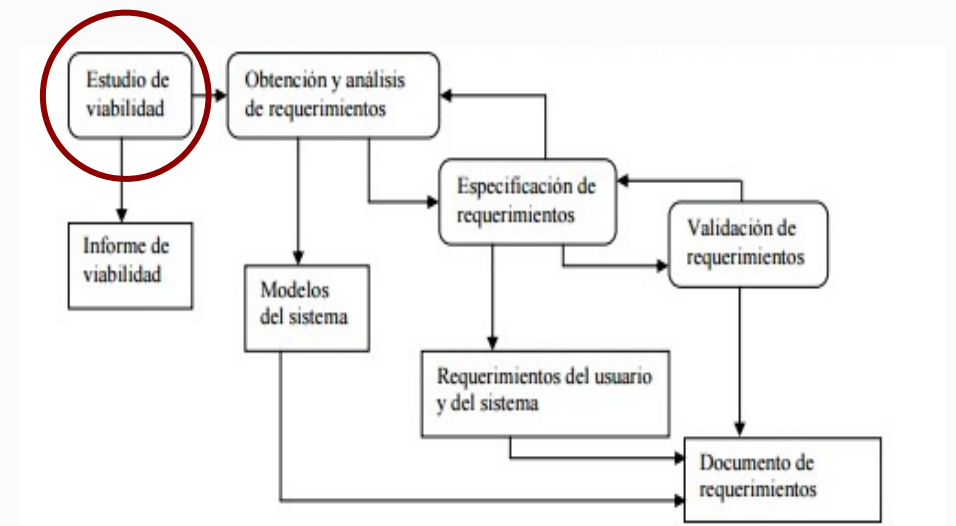 Estudio de
viabilidad
Obtención y análisis
de requerimientos
Especificación de
requerimientos
Validación de
requerimientos
Informe de
viabilidad
Modelos
del sistema
Requerimientos del usuario
y del sistema
Documento de
requerimientos